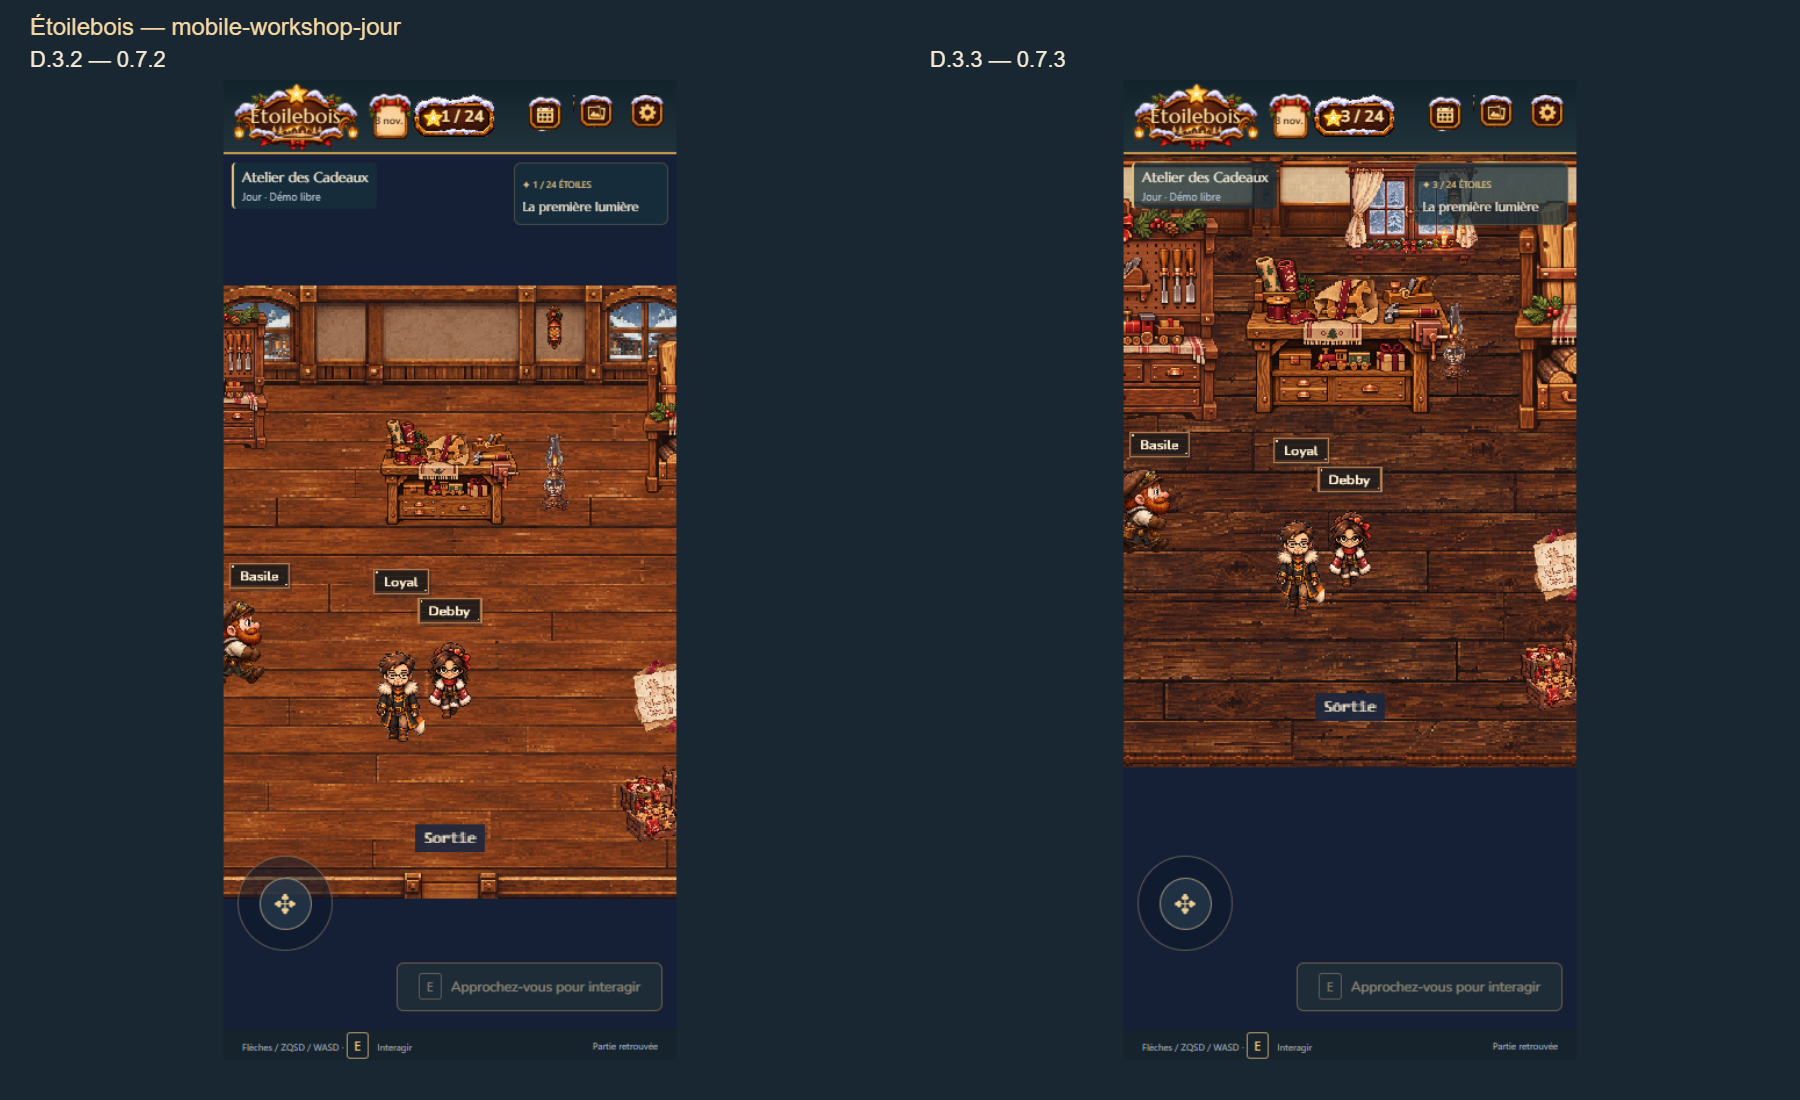 Étoilebois — mobile-workshop-jour
D.3.2 — 0.7.2
Étoilebois
3 nov.
1 / 24
Atelier des Cadeaux
Jour · Démo libre
✦ 1 / 24 ÉTOILES
La première lumière
Basile
Loyal
Debby
Sortie
E Approchez-vous pour interagir
Flèches / ZQSD / WASD · E Interagir
Partie retrouvée
D.3.3 — 0.7.3
Étoilebois
3 nov.
3 / 24
Atelier des Cadeaux
Jour · Démo libre
✦ 3 / 24 ÉTOILES
La première lumière
Basile
Loyal
Debby
Sortie
E Approchez-vous pour interagir
Flèches / ZQSD / WASD · E Interagir
Partie retrouvée